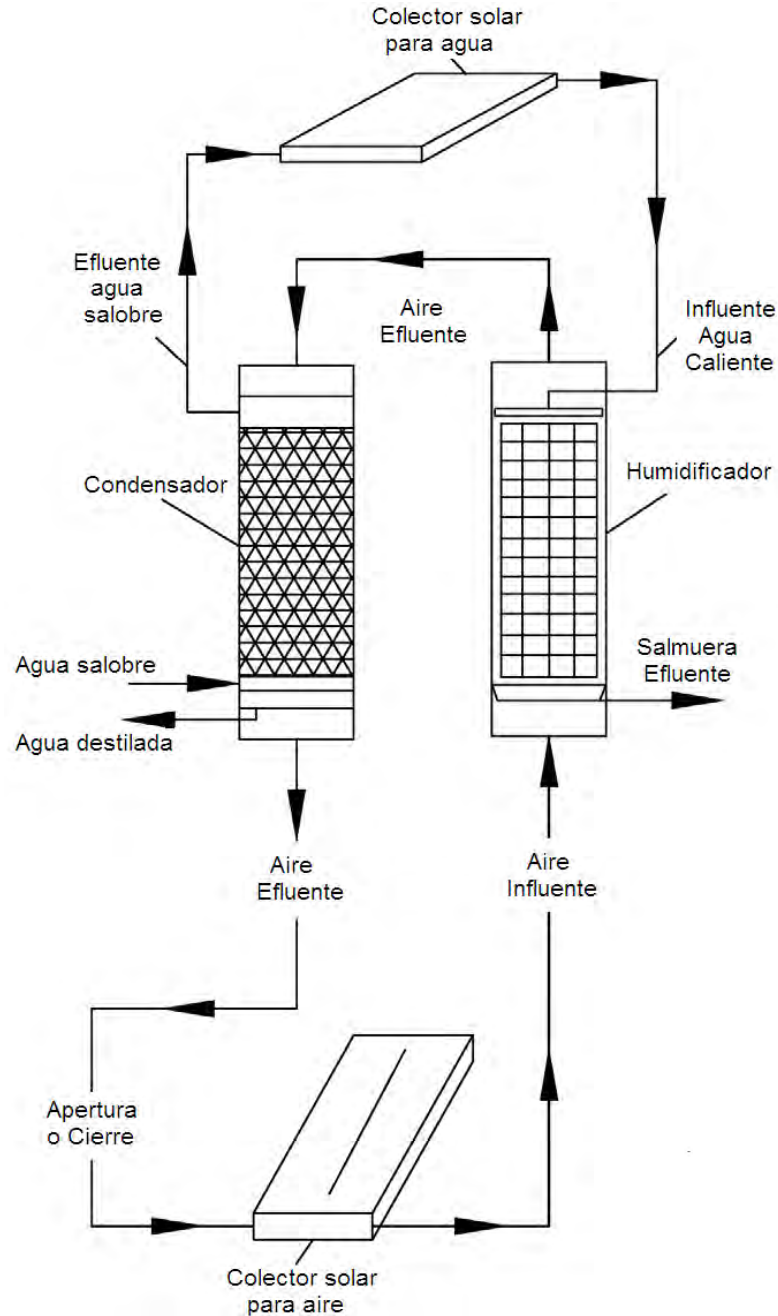 Colector solar
para agua
Efluente
agua
salobre
Aire
Efluente
Influente
Agua
Caliente
Condensador
Humidificador
Agua salobre
Salmuera
Efluente
Agua destilada
Aire
Efluente
Aire
Influente
Apertura
o Cierre
Colector solar
para aire